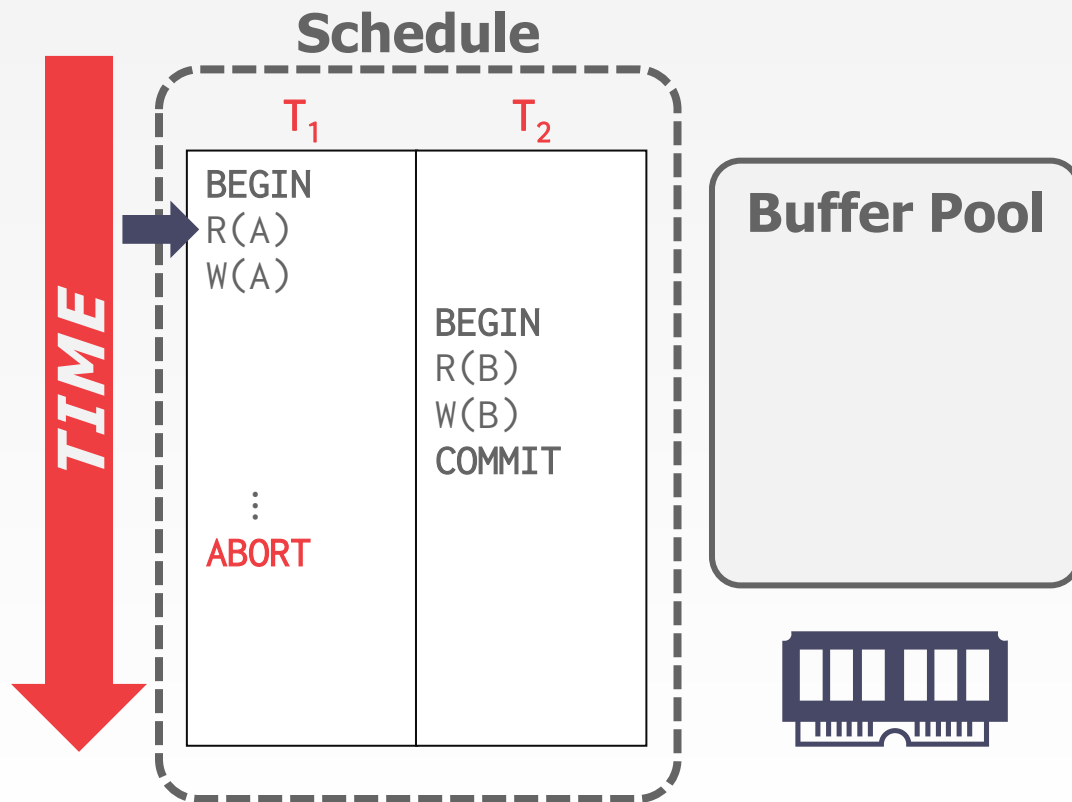 Schedule
TIME
T₁
T₂
BEGIN
R(A)
W(A)
⋮
ABORT
BEGIN
R(B)
W(B)
COMMIT
Buffer Pool